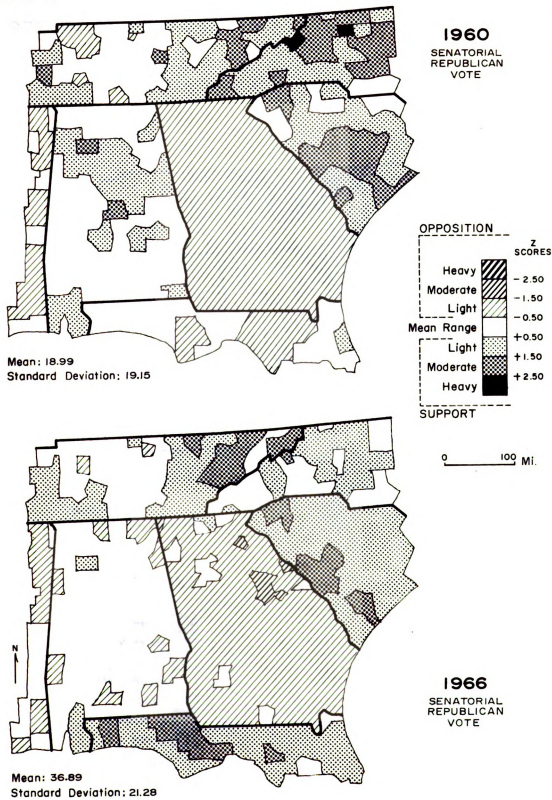 1960
SENATORIAL
REPUBLICAN
VOTE
OPPOSITION
Z
SCORES
Heavy
-2.50
Moderate
-1.50
Light
-0.50
Mean Range
+0.50
Light
+1.50
Moderate
+2.50
Heavy
SUPPORT
Mean: 18.99
Standard Deviation: 19.15
0 100 Mi.
N
1966
SENATORIAL
REPUBLICAN
VOTE
Mean: 36.89
Standard Deviation: 21.28